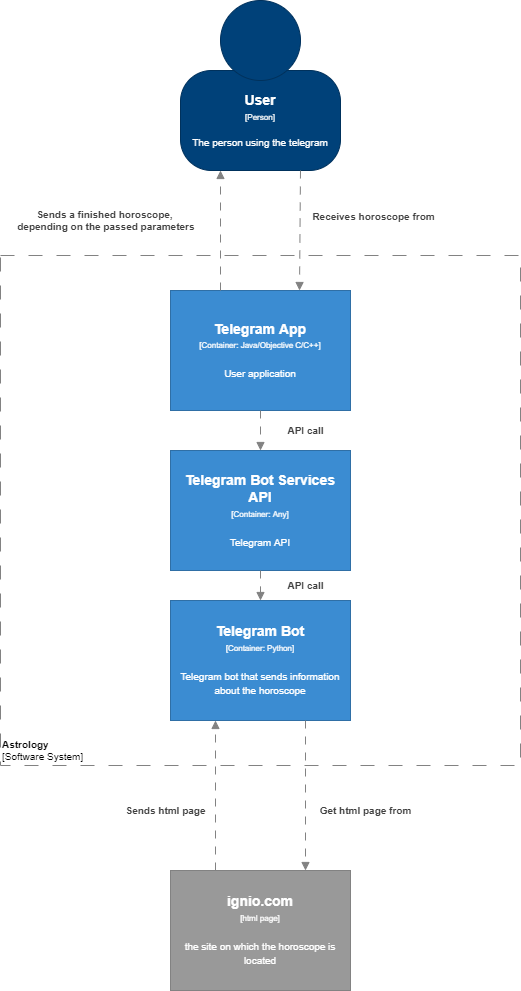 User
[Person]
The person using the telegram
Sends a finished horoscope,
depending on the passed parameters
Receives horoscope from
Telegram App
[Container: Java/Objective C/C++]
User application
API call
Telegram Bot Services
API
[Container: Any]
Telegram API
API call
Telegram Bot
[Container: Python]
Telegram bot that sends information
about the horoscope
Astrology
[Software System]
Sends html page
Get html page from
ignio.com
[html page]
the site on which the horoscope is
located